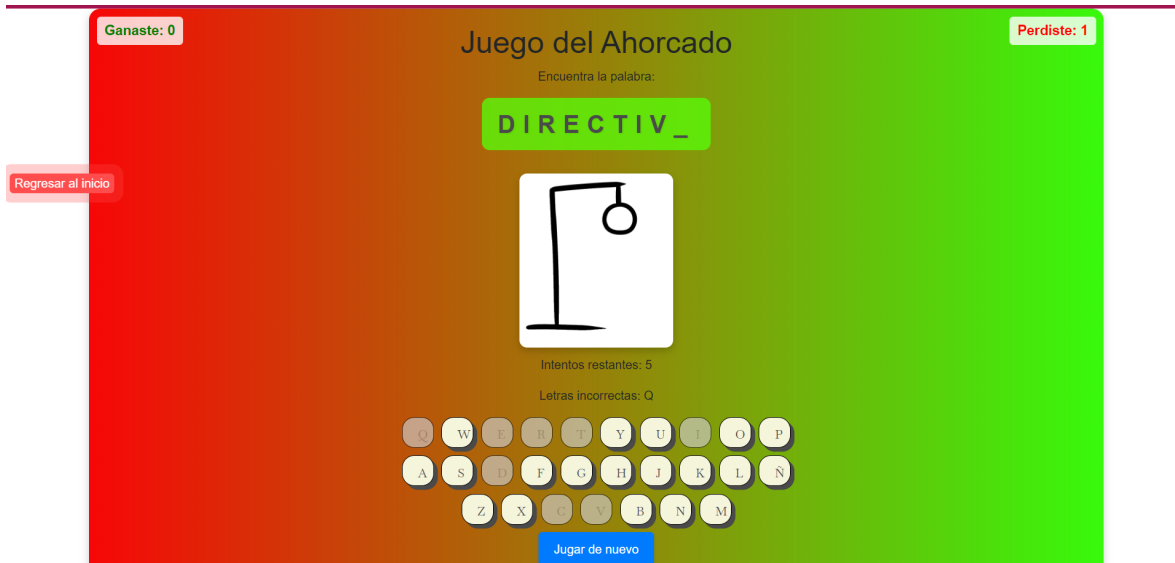 Ganaste: 0
Perdiste: 1
Juego del Ahorcado
Encuentra la palabra:
DIRECTIV_
Regresar al inicio
Intentos restantes: 5
Letras incorrectas: Q
Q W E R T Y U I O P
A S D F G H J K L Ñ
Z X C V B N M
Jugar de nuevo